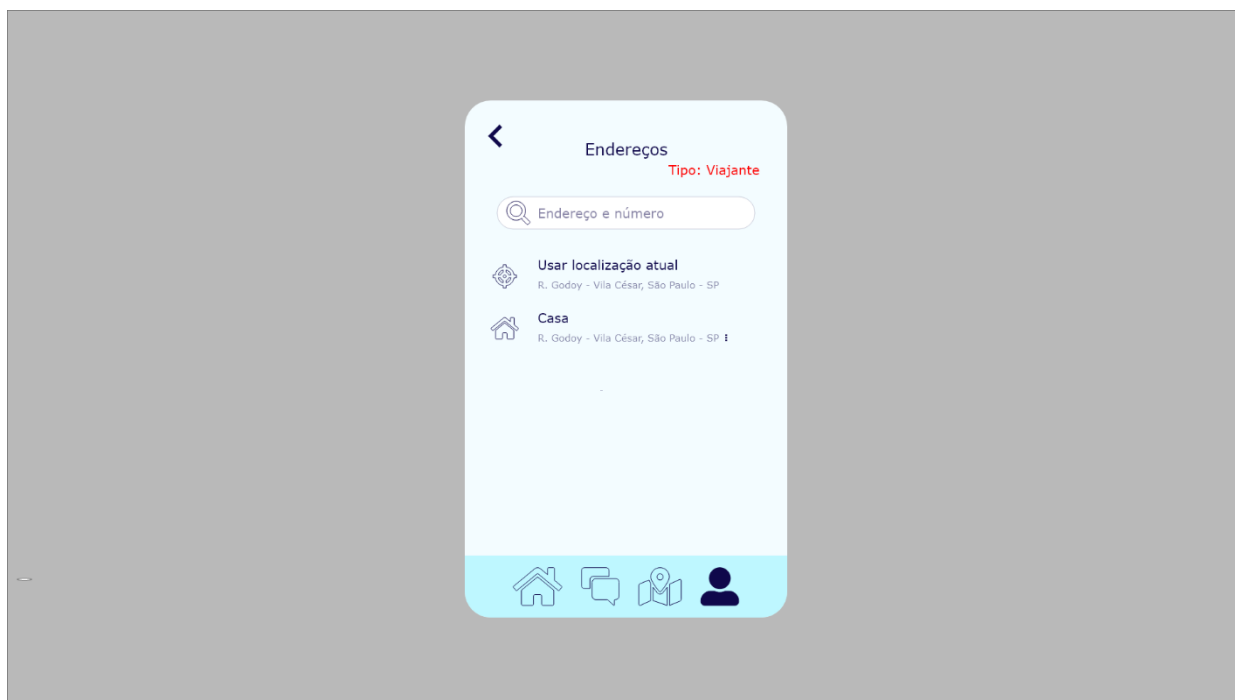 Endereços
Tipo: Viajante
Endereço e número
Usar localização atual
R. Godoy - Vila César, São Paulo - SP
Casa
R. Godoy - Vila César, São Paulo - SP